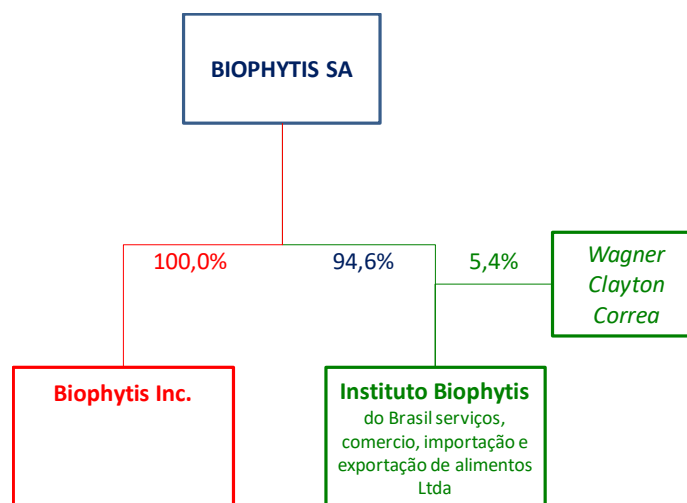 BIOPHYTIS SA
100,0%
94,6%
5,4%
Wagner
Clayton
Correa
Biophytis Inc.
Instituto Biophytis
do Brasil serviços,
comercio, importação e
exportação de alimentos
Ltda